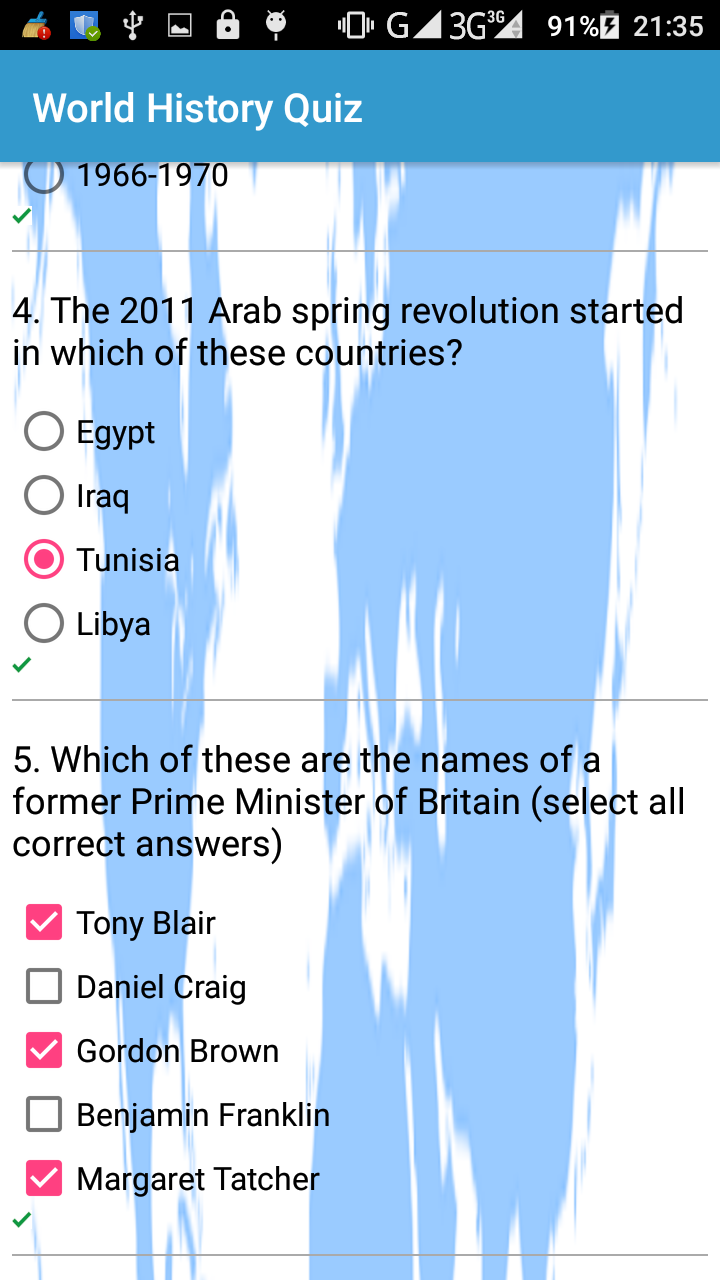 G 3G 3G 91% 21:35
World History Quiz
1966-1970
4. The 2011 Arab spring revolution started
in which of these countries?
Egypt
Iraq
Tunisia
Libya
5. Which of these are the names of a
former Prime Minister of Britain (select all
correct answers)
Tony Blair
Daniel Craig
Gordon Brown
Benjamin Franklin
Margaret Tatcher